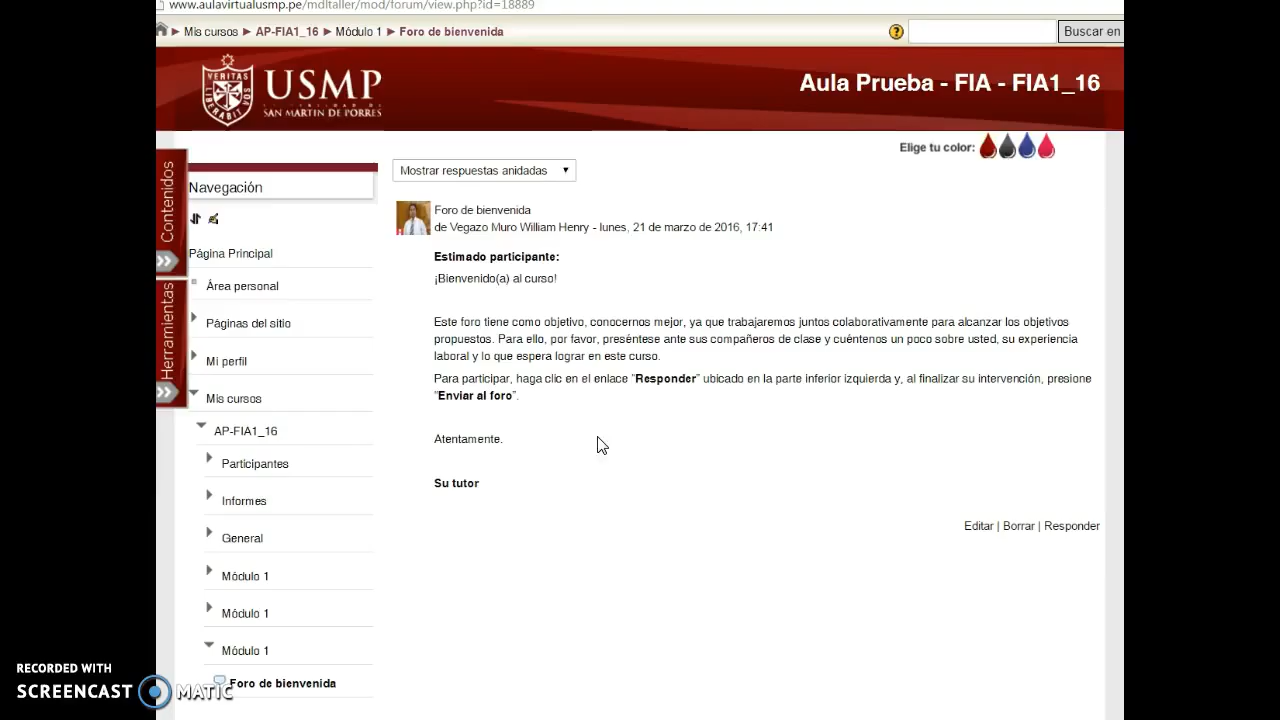 www.aulavirtualusmp.pe/mdltaller/mod/forum/view.php?id=18889
Mis cursos ▶ AP-FIA1_16 ▶ Módulo 1 ▶ Foro de bienvenida
Buscar en
VERITAS
LIBERABIT VOS
USMP
UNIVERSIDAD DE
SAN MARTIN DE PORRES
Aula Prueba - FIA - FIA1_16
Elige tu color:
Contenidos
Herramientas
Navegación
Página Principal
Área personal
Páginas del sitio
Mi perfil
Mis cursos
AP-FIA1_16
Participantes
Informes
General
Módulo 1
Módulo 1
Módulo 1
Foro de bienvenida
Mostrar respuestas anidadas
Foro de bienvenida
de Vegazo Muro William Henry - lunes, 21 de marzo de 2016, 17:41
Estimado participante:
¡Bienvenido(a) al curso!
Este foro tiene como objetivo, conocernos mejor, ya que trabajaremos juntos colaborativamente para alcanzar los objetivos
propuestos. Para ello, por favor, preséntese ante sus compañeros de clase y cuéntenos un poco sobre usted, su experiencia
laboral y lo que espera lograr en este curso.
Para participar, haga clic en el enlace "Responder" ubicado en la parte inferior izquierda y, al finalizar su intervención, presione
"Enviar al foro".
Atentamente.
Su tutor
Editar | Borrar | Responder
RECORDED WITH
SCREENCAST MATIC